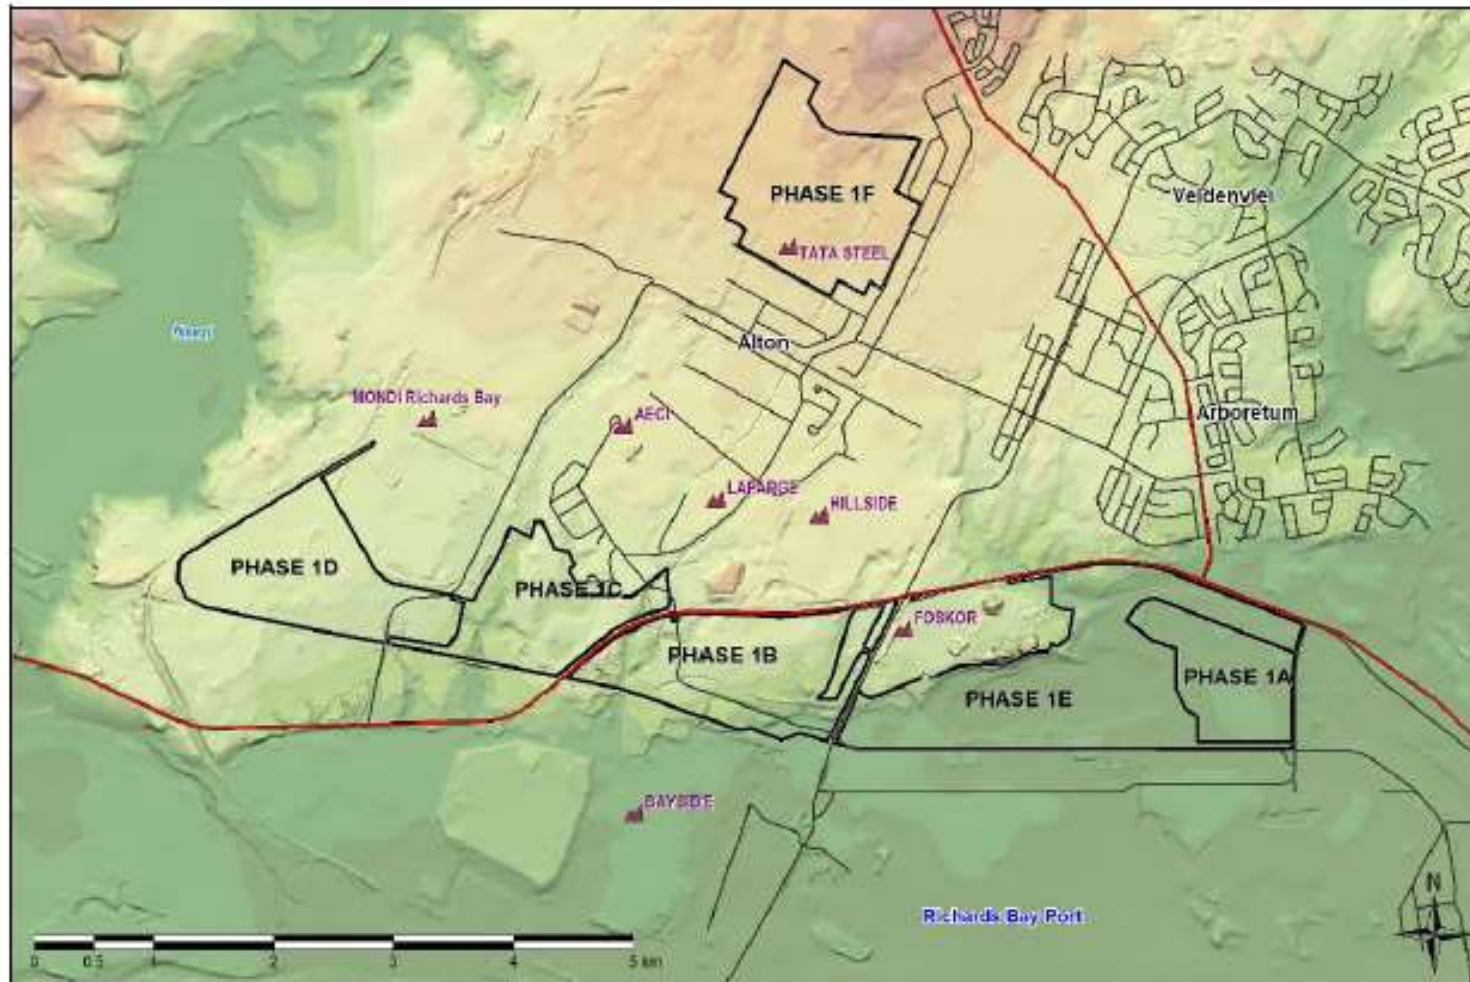 PHASE 1F
Veldenvlei
TATA STEEL
Alton
MONDI Richards Bay
AECI
Arboretum
LAFARGE
HILLSIDE
PHASE 1D
PHASE 1C
FOSKOR
PHASE 1B
PHASE 1A
PHASE 1E
BAYSIDE
N
Richards Bay Port
0 0.5 1 2 3 4 5 km